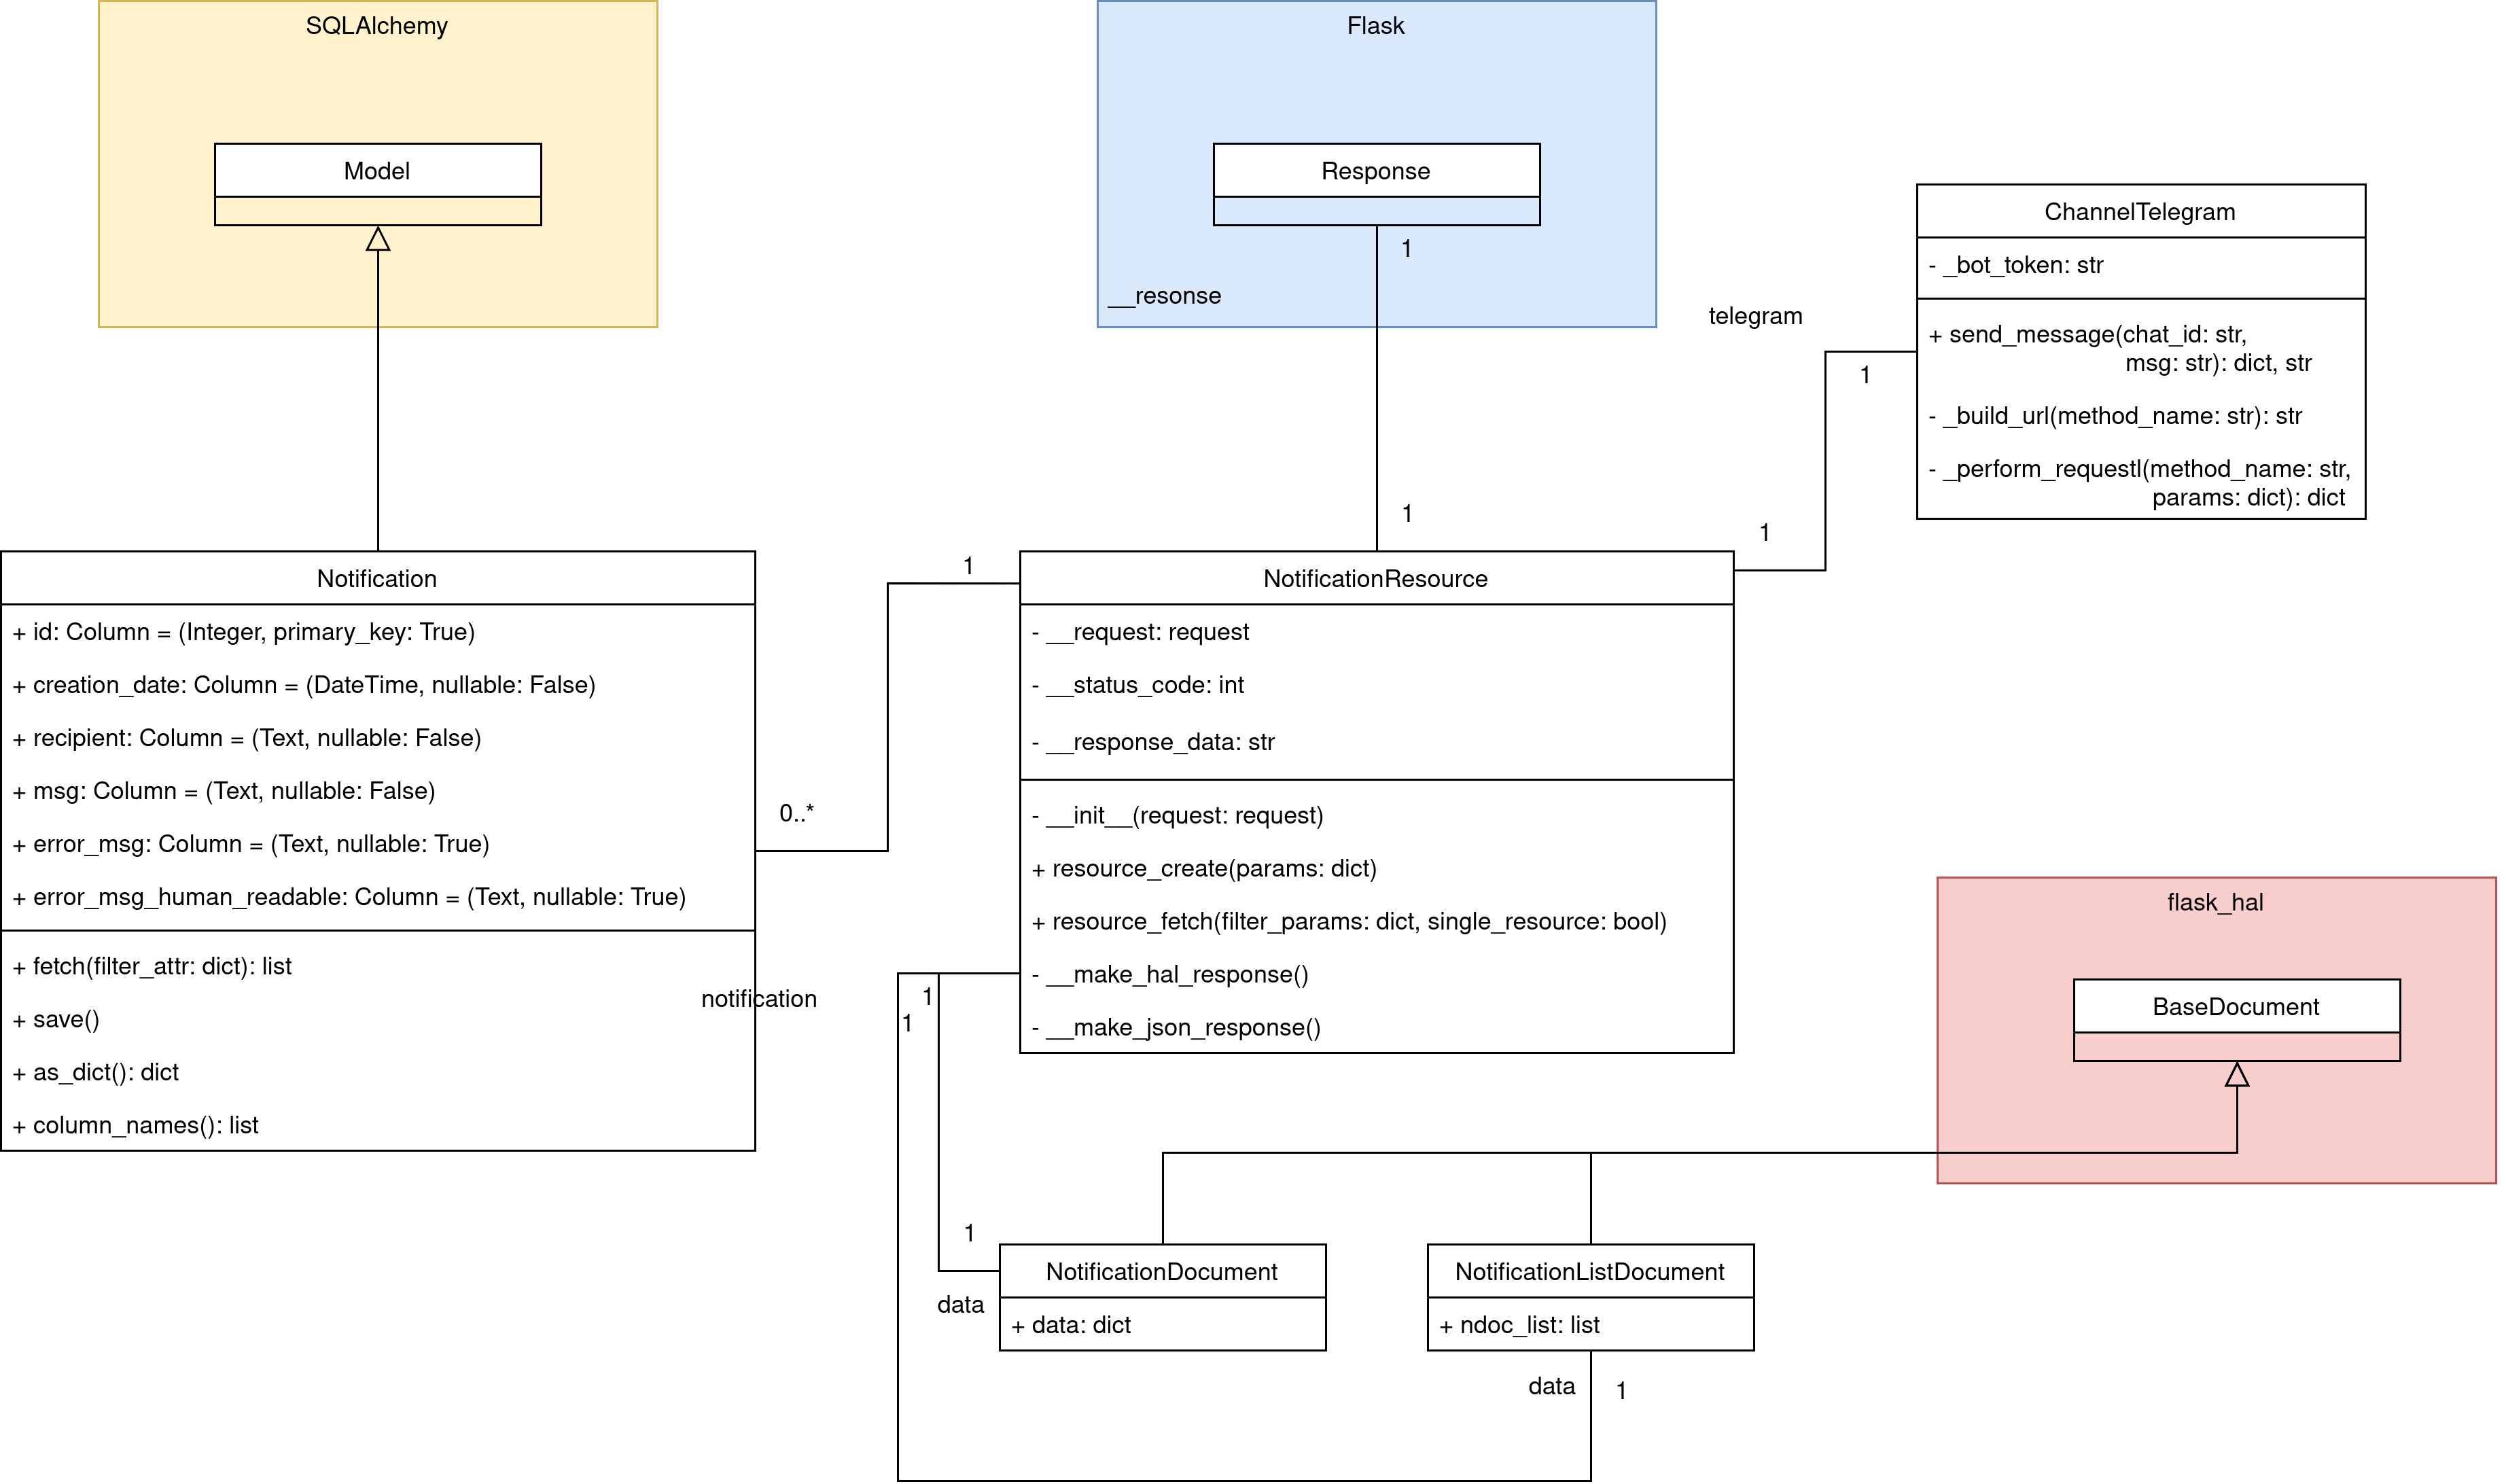 SQLAlchemy
Model
Flask
Response
1
__resonse
1
ChannelTelegram
- _bot_token: str
+ send_message(chat_id: str,
msg: str): dict, str
- _build_url(method_name: str): str
- _perform_requestl(method_name: str,
params: dict): dict
telegram
1
1
Notification
+ id: Column = (Integer, primary_key: True)
+ creation_date: Column = (DateTime, nullable: False)
+ recipient: Column = (Text, nullable: False)
+ msg: Column = (Text, nullable: False)
+ error_msg: Column = (Text, nullable: True)
+ error_msg_human_readable: Column = (Text, nullable: True)
+ fetch(filter_attr: dict): list
+ save()
+ as_dict(): dict
+ column_names(): list
1
0..*
notification
NotificationResource
- __request: request
- __status_code: int
- __response_data: str
- __init__(request: request)
+ resource_create(params: dict)
+ resource_fetch(filter_params: dict, single_resource: bool)
- __make_hal_response()
- __make_json_response()
1
1
flask_hal
BaseDocument
1
data
NotificationDocument
+ data: dict
NotificationListDocument
+ ndoc_list: list
data
1